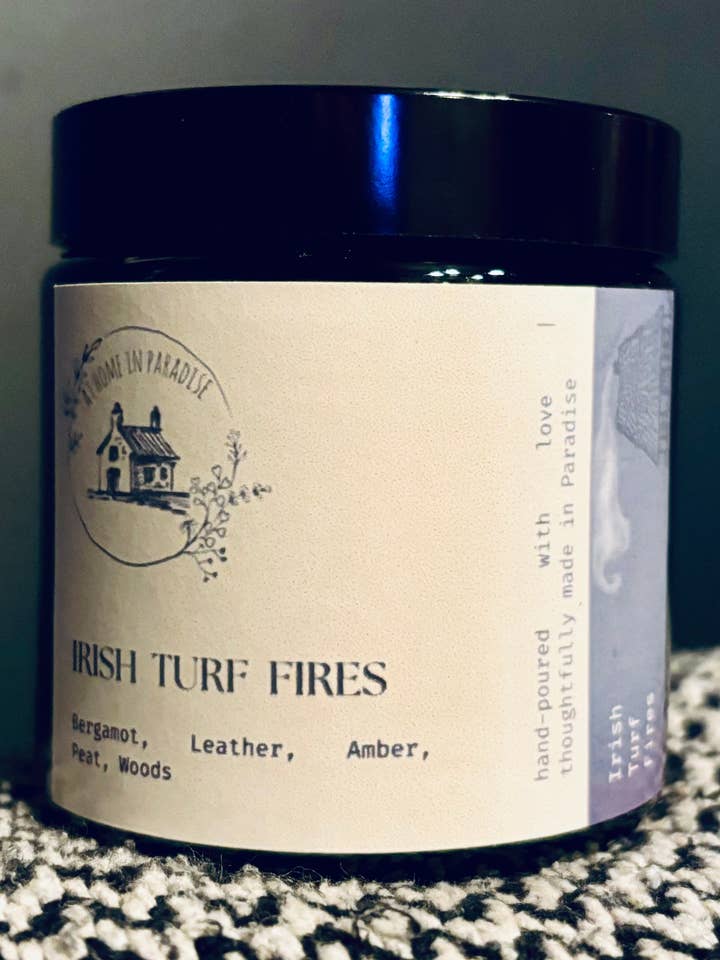 AT HOME IN PARADISE
IRISH TURF FIRES
Bergamot, Leather, Amber,
Peat, Woods
hand-poured with love |
thoughtfully made in Paradise
Irish
Turf
Fires